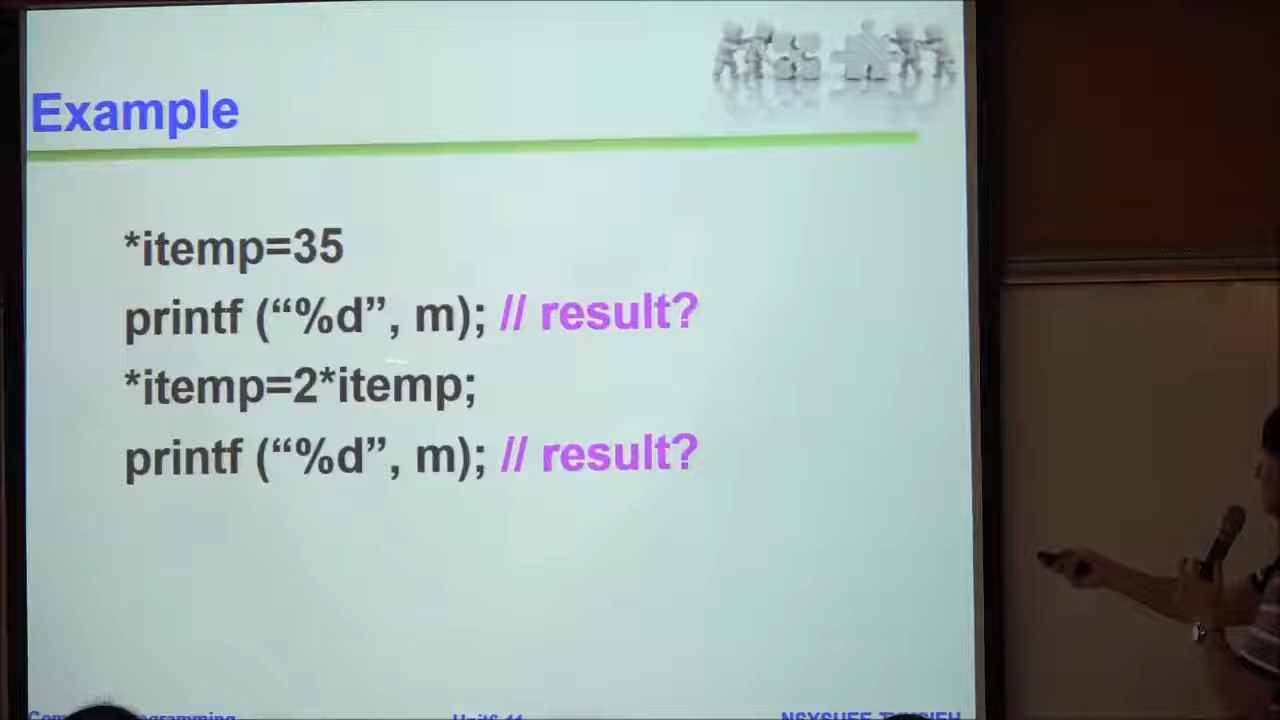 Example
*itemp=35
printf (“%d”, m); // result?
*itemp=2*itemp;
printf (“%d”, m); // result?